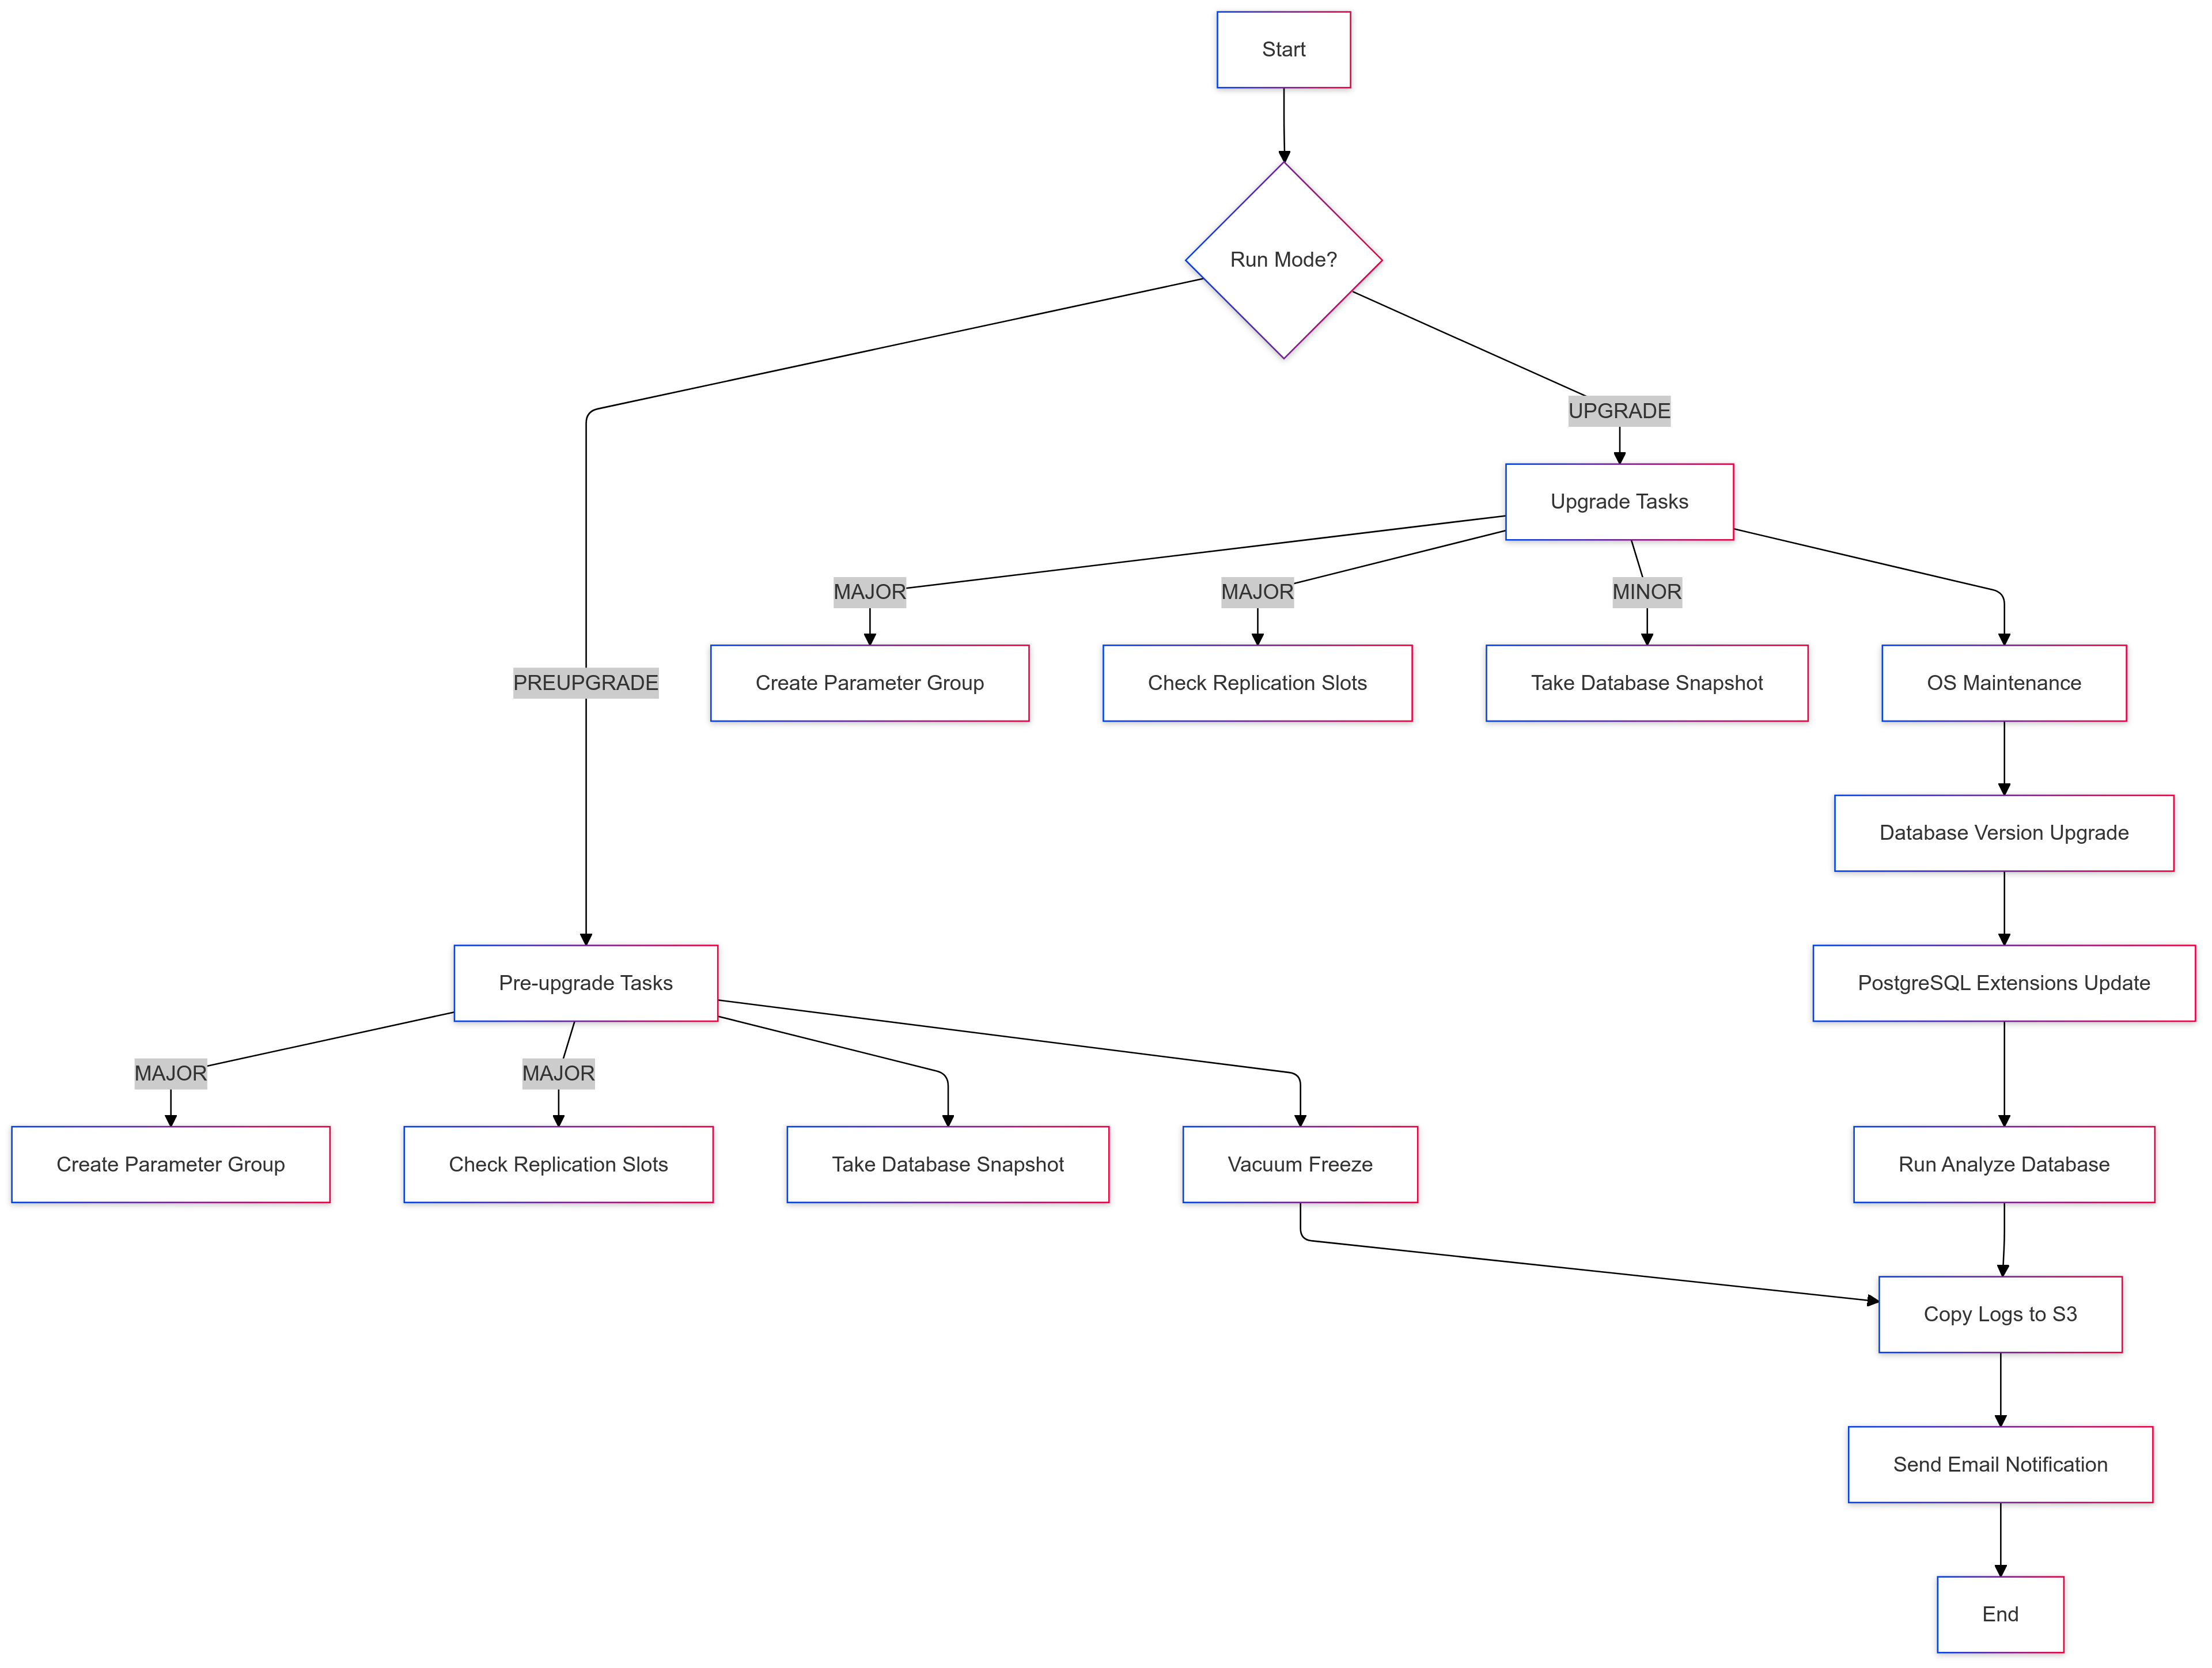 Start
Run Mode?
UPGRADE
Upgrade Tasks
MAJOR
MAJOR
MINOR
PREUPGRADE
Create Parameter Group
Check Replication Slots
Take Database Snapshot
OS Maintenance
Database Version Upgrade
Pre-upgrade Tasks
PostgreSQL Extensions Update
MAJOR
MAJOR
Create Parameter Group
Check Replication Slots
Take Database Snapshot
Vacuum Freeze
Run Analyze Database
Copy Logs to S3
Send Email Notification
End